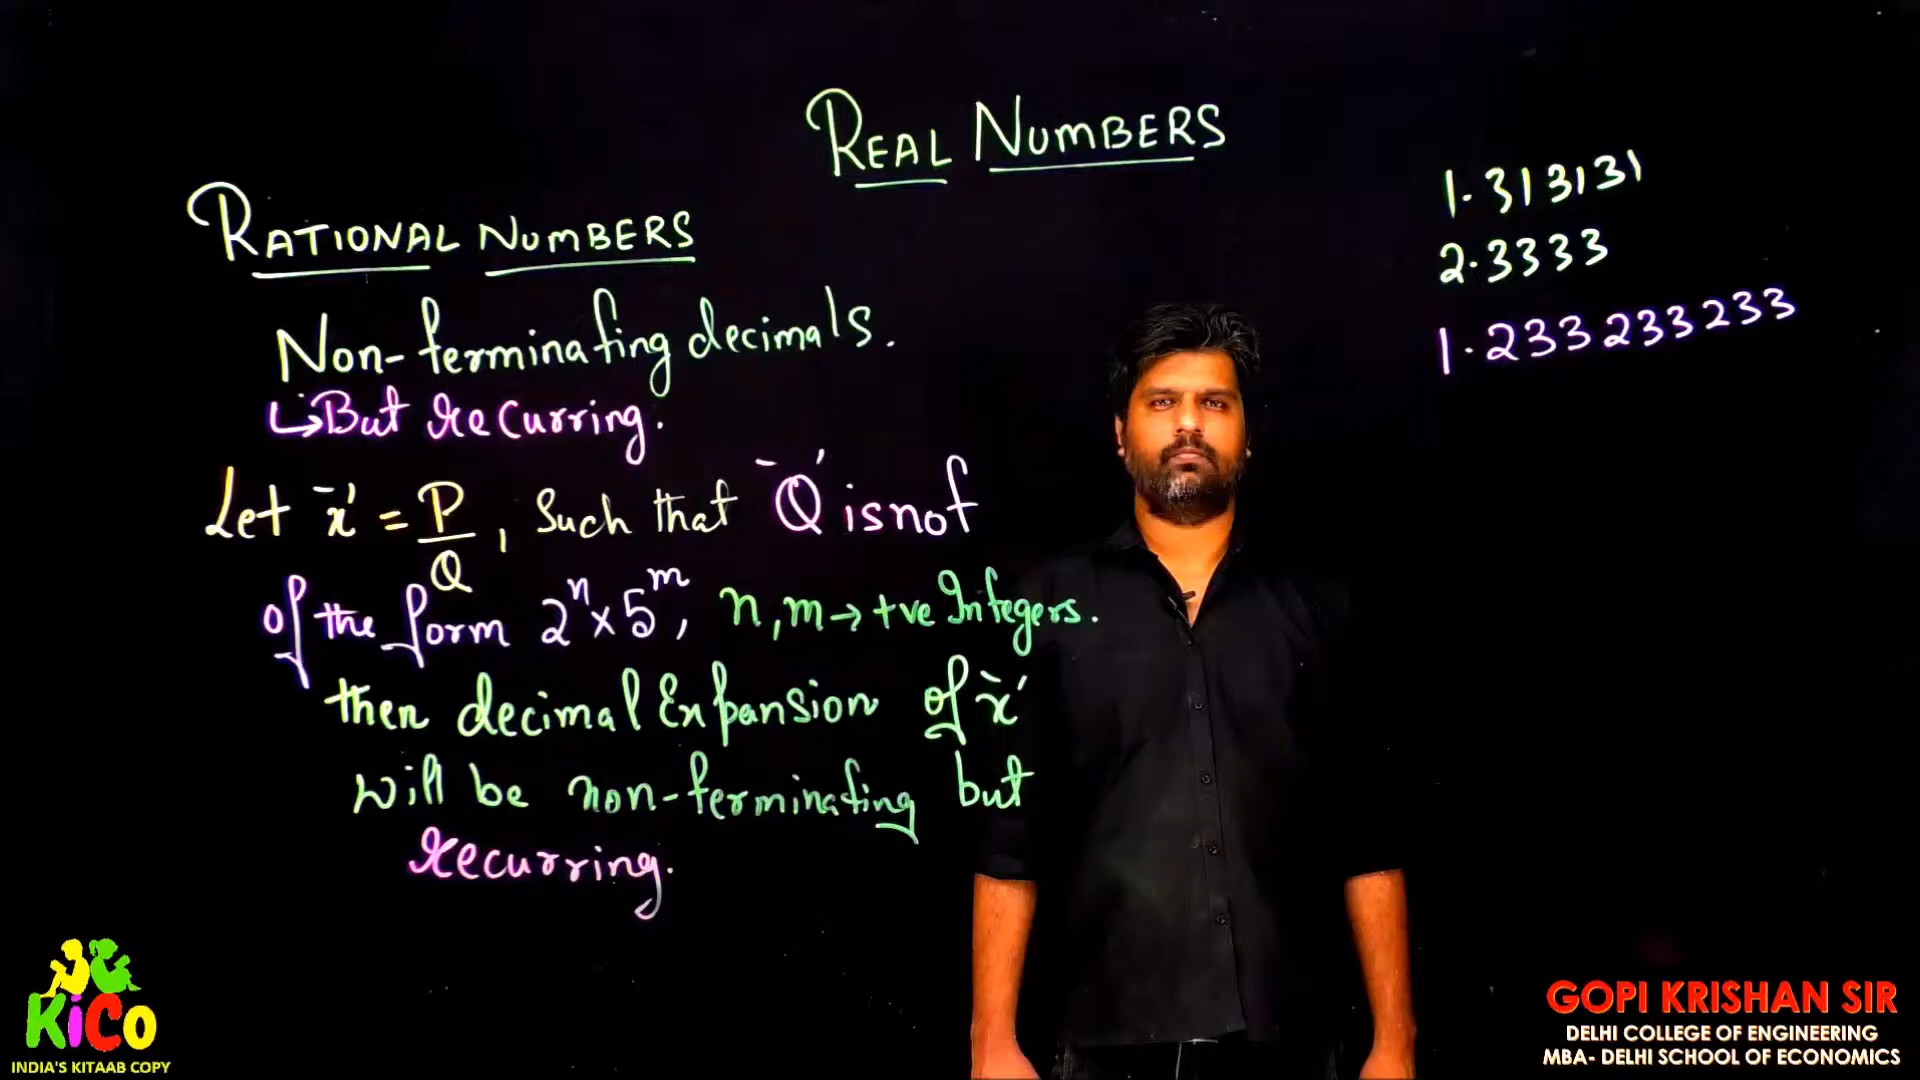 REAL NUMBERS
RATIONAL NUMBERS
Non-terminating decimals.
↳But recurring.
Let 'x' = P/Q, Such that 'Q' is not
of the form 2ⁿ×5ᵐ, n,m→+ve Integers.
then decimal Expansion of 'x'
will be non-terminating but
recurring.
1.313131
2.3333
1.233233233
KiCo
INDIA'S KITAAB COPY
GOPI KRISHAN SIR
DELHI COLLEGE OF ENGINEERING
MBA- DELHI SCHOOL OF ECONOMICS